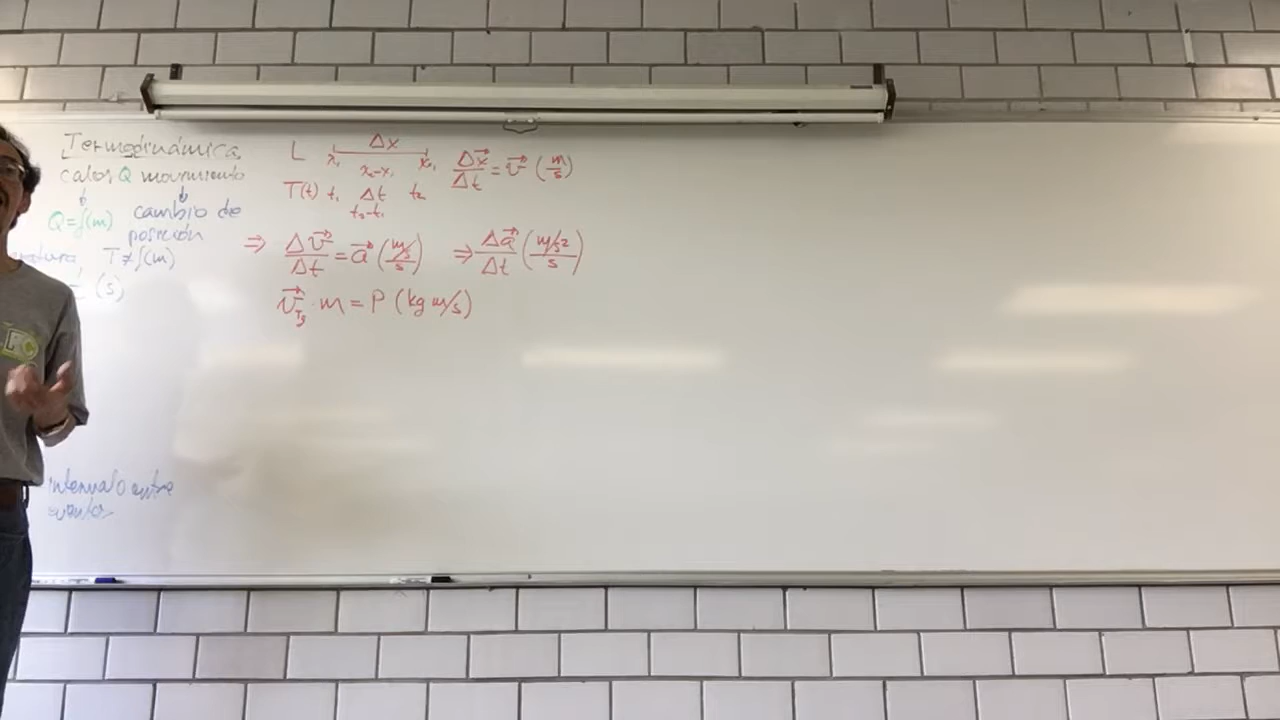 Termodinámica
calor Q movimiento
Q=f(m) cambio de
posición
T≠f(m)
(s)
intervalo entre
eventos
L x₁ Δx x₂
x₂-x₁
T(t) t₁ Δt t₂
t₂-t₁
Δx⃗/Δt = v⃗ (m/s)
⇒ Δv⃗/Δt = a⃗ (m/s/s) ⇒ Δa⃗/Δt (m/s²/s)
· m = P (kg m/s)